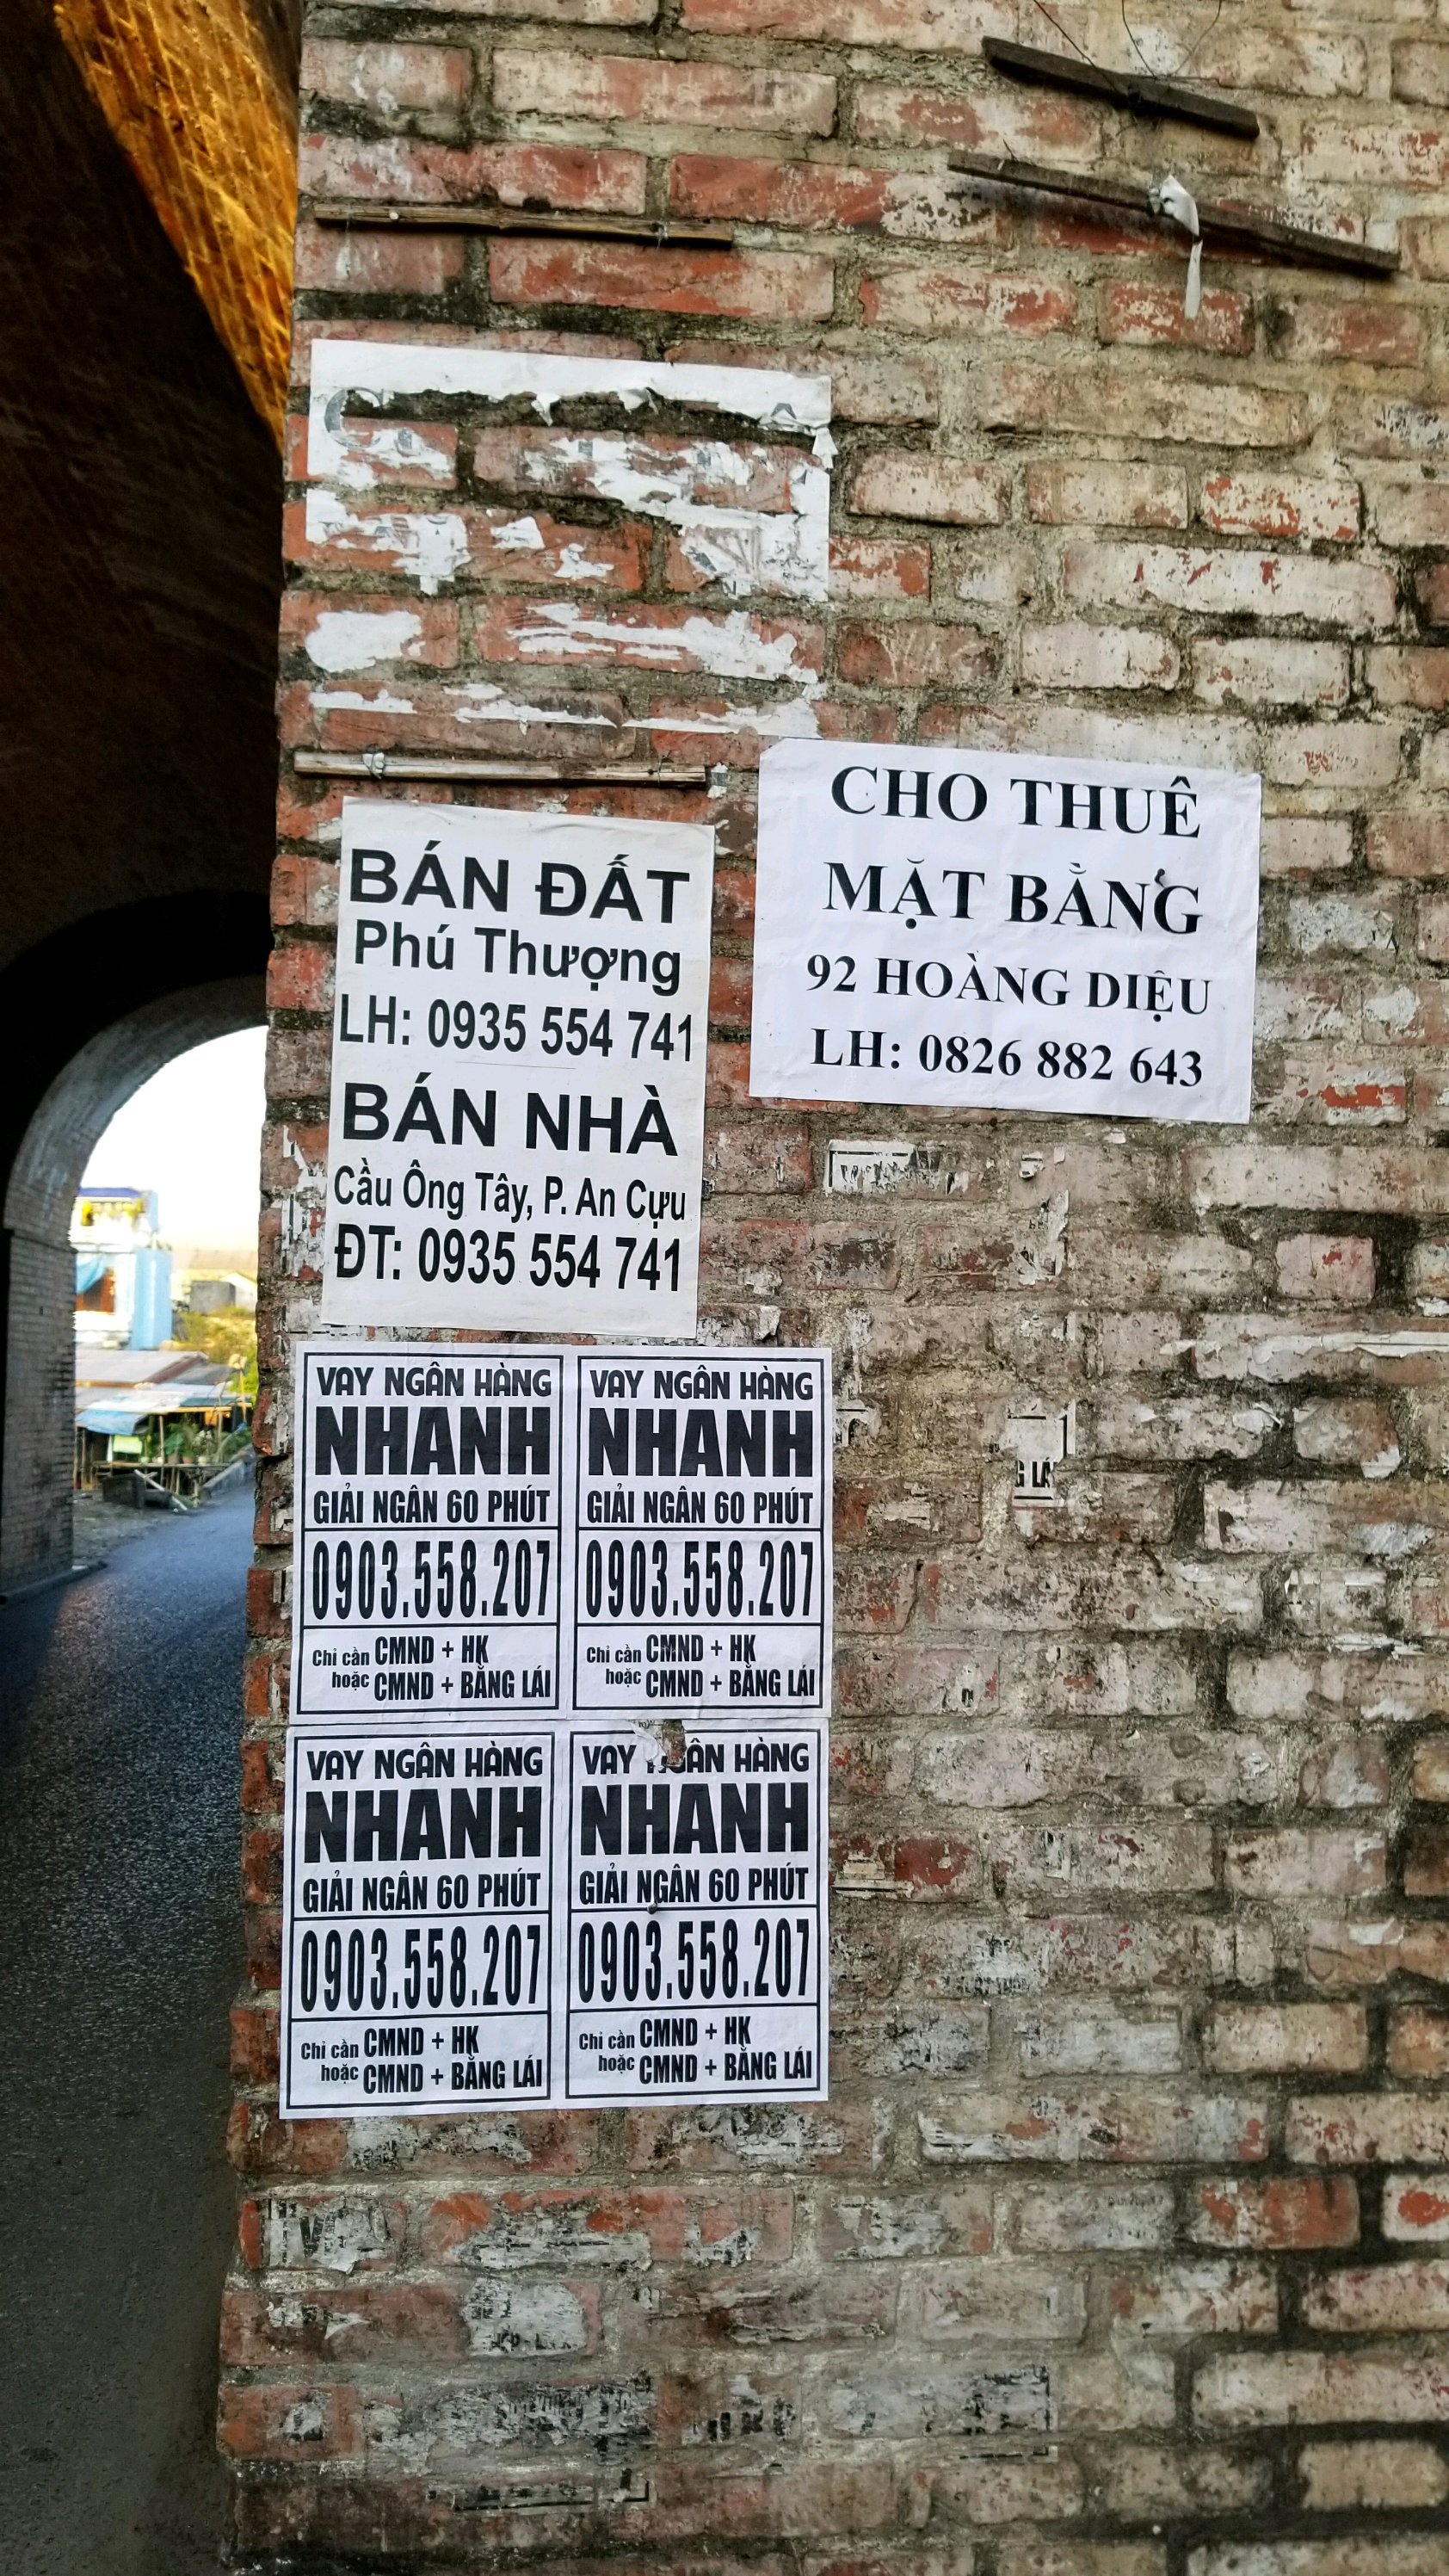 BÁN ĐẤT
Phú Thượng
LH: 0935 554 741
BÁN NHÀ
Cầu Ông Tây, P. An Cựu
ĐT: 0935 554 741
CHO THUÊ
MẶT BẰNG
92 HOÀNG DIỆU
LH: 0826 882 643
VAY NGÂN HÀNG
NHANH
GIẢI NGÂN 60 PHÚT
0903.558.207
Chỉ cần CMND + HK
hoặc CMND + BẰNG LÁI
VAY NGÂN HÀNG
NHANH
GIẢI NGÂN 60 PHÚT
0903.558.207
Chỉ cần CMND + HK
hoặc CMND + BẰNG LÁI
VAY NGÂN HÀNG
NHANH
GIẢI NGÂN 60 PHÚT
0903.558.207
Chỉ cần CMND + HK
hoặc CMND + BẰNG LÁI
VAY HÀNG
NHANH
GIẢI NGÂN 60 PHÚT
0903.558.207
Chỉ cần CMND + HK
hoặc CMND + BẰNG LÁI